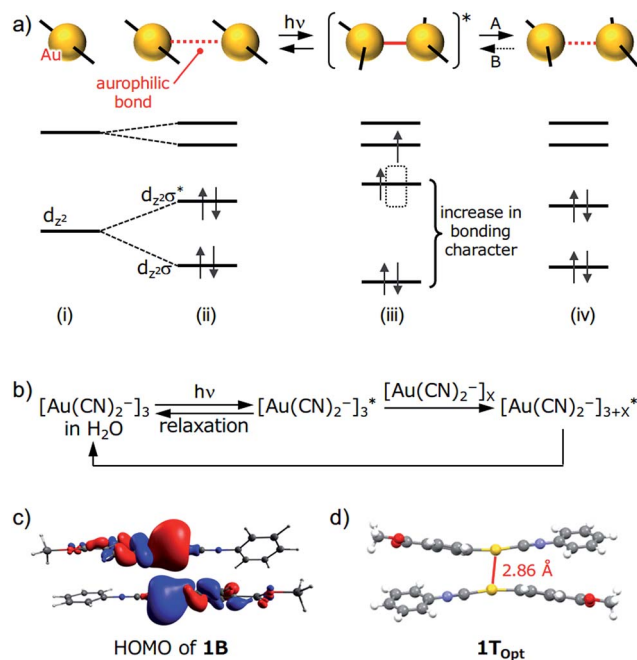 a)
Au
aurophilic
bond
hν
*
A
B
d_z²
d_z²σ*
d_z²σ
increase in
bonding
character
(i)
(ii)
(iii)
(iv)
b)
[Au(CN)₂⁻]₃
in H₂O
hν
relaxation
[Au(CN)₂⁻]₃*
[Au(CN)₂⁻]ₓ
[Au(CN)₂⁻]₃₊ₓ*
c)
HOMO of 1B
d)
2.86 Å
1T_Opt